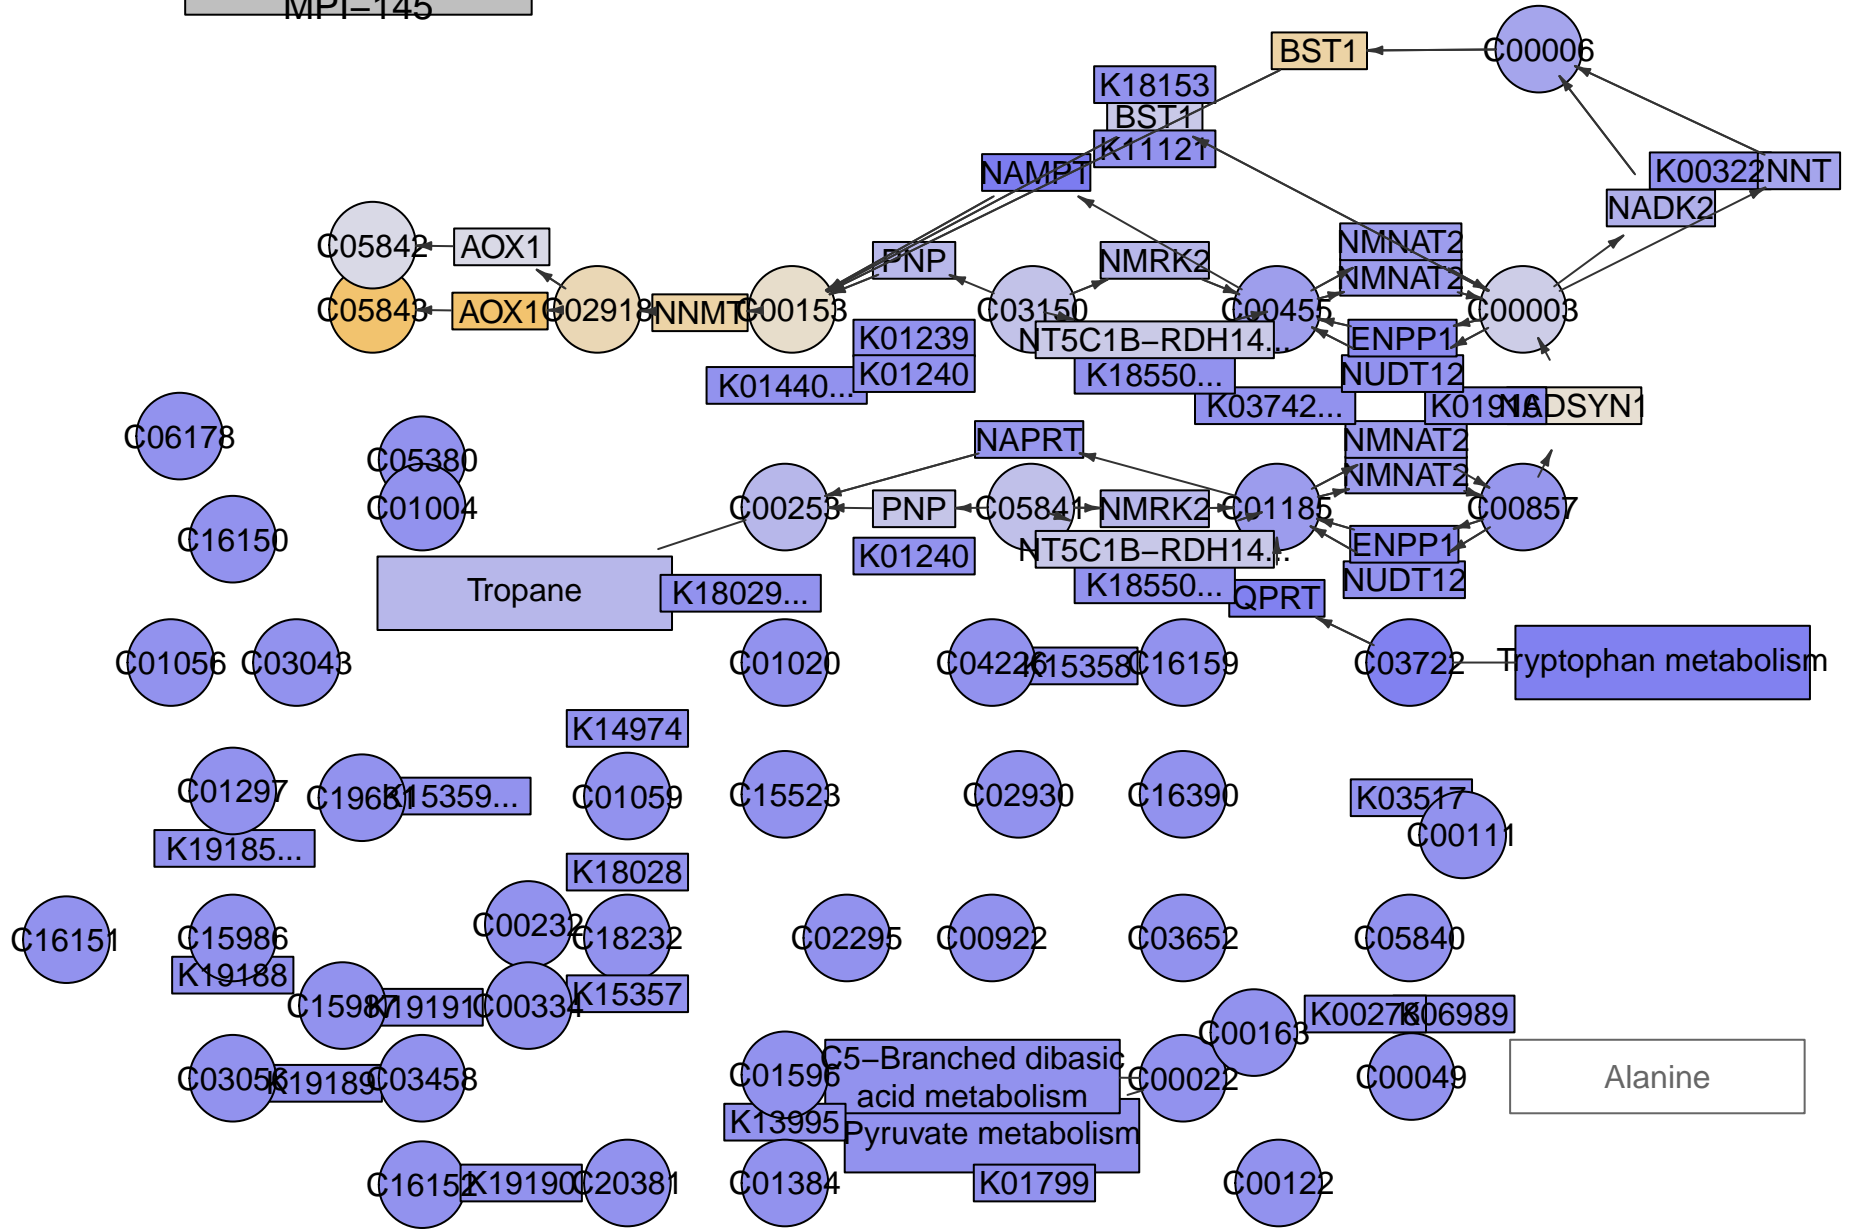 MPI−145
BST1
C00006
K18153
BST1
K11121
NAMPT
K00322
NNT
NADK2
C05842
AOX1
PNP
NMRK2
NMNAT2
NMNAT2
C05843
AOX1
C02918
NNMT
C00153
C03150
C00455
C00003
K01239
NT5C1B−RDH14...
ENPP1
K01440...
K01240
K18550...
NUDT12
K03742...
K01916
NADSYN1
C06178
C05380
NAPRT
NMNAT2
NMNAT2
C01004
C00253
PNP
C05841
NMRK2
C01185
C00857
C16150
K01240
NT5C1B−RDH14...
ENPP1
Tropane
K18029...
K18550...
QPRT
NUDT12
C01056
C03043
C01020
C04226
K15358
C16159
C03722
Tryptophan metabolism
K14974
C01297
C19631
K15359...
C01059
C15523
C02930
C16390
K03517
C00111
K19185...
K18028
C16151
C15986
C00232
C18232
C02295
C00922
C03652
C05840
K19188
C15987
K19191
C00334
K15357
C00163
K00278
K06989
C03056
K19189
C03458
C01596
C5−Branched dibasic
acid metabolism
C00022
C00049
Alanine
K13995
Pyruvate metabolism
C16152
K19190
C20381
C01384
K01799
C00122